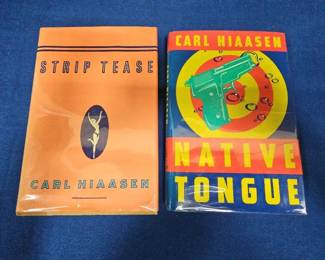 STRIP TEASE
CARL HIAASEN
CARL HIAASEN
NATIVE
TONGUE